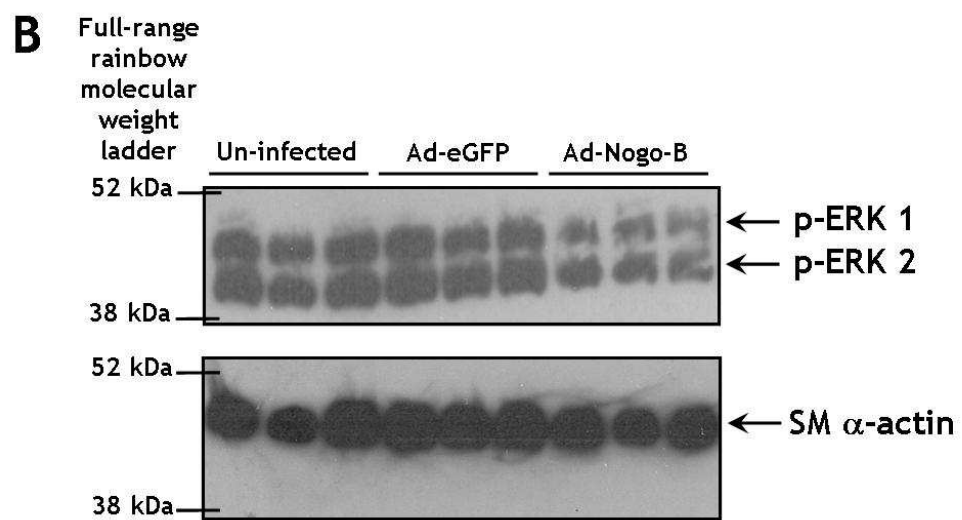 B
Full-range
rainbow
molecular
weight
ladder
Un-infected Ad-eGFP Ad-Nogo-B
52 kDa
p-ERK 1
p-ERK 2
38 kDa
52 kDa
SM α-actin
38 kDa